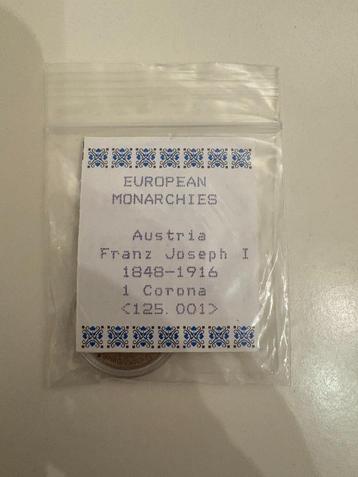 EUROPEAN
MONARCHIES
Austria
Franz Joseph I
1848-1916
1 Corona
<125.001>